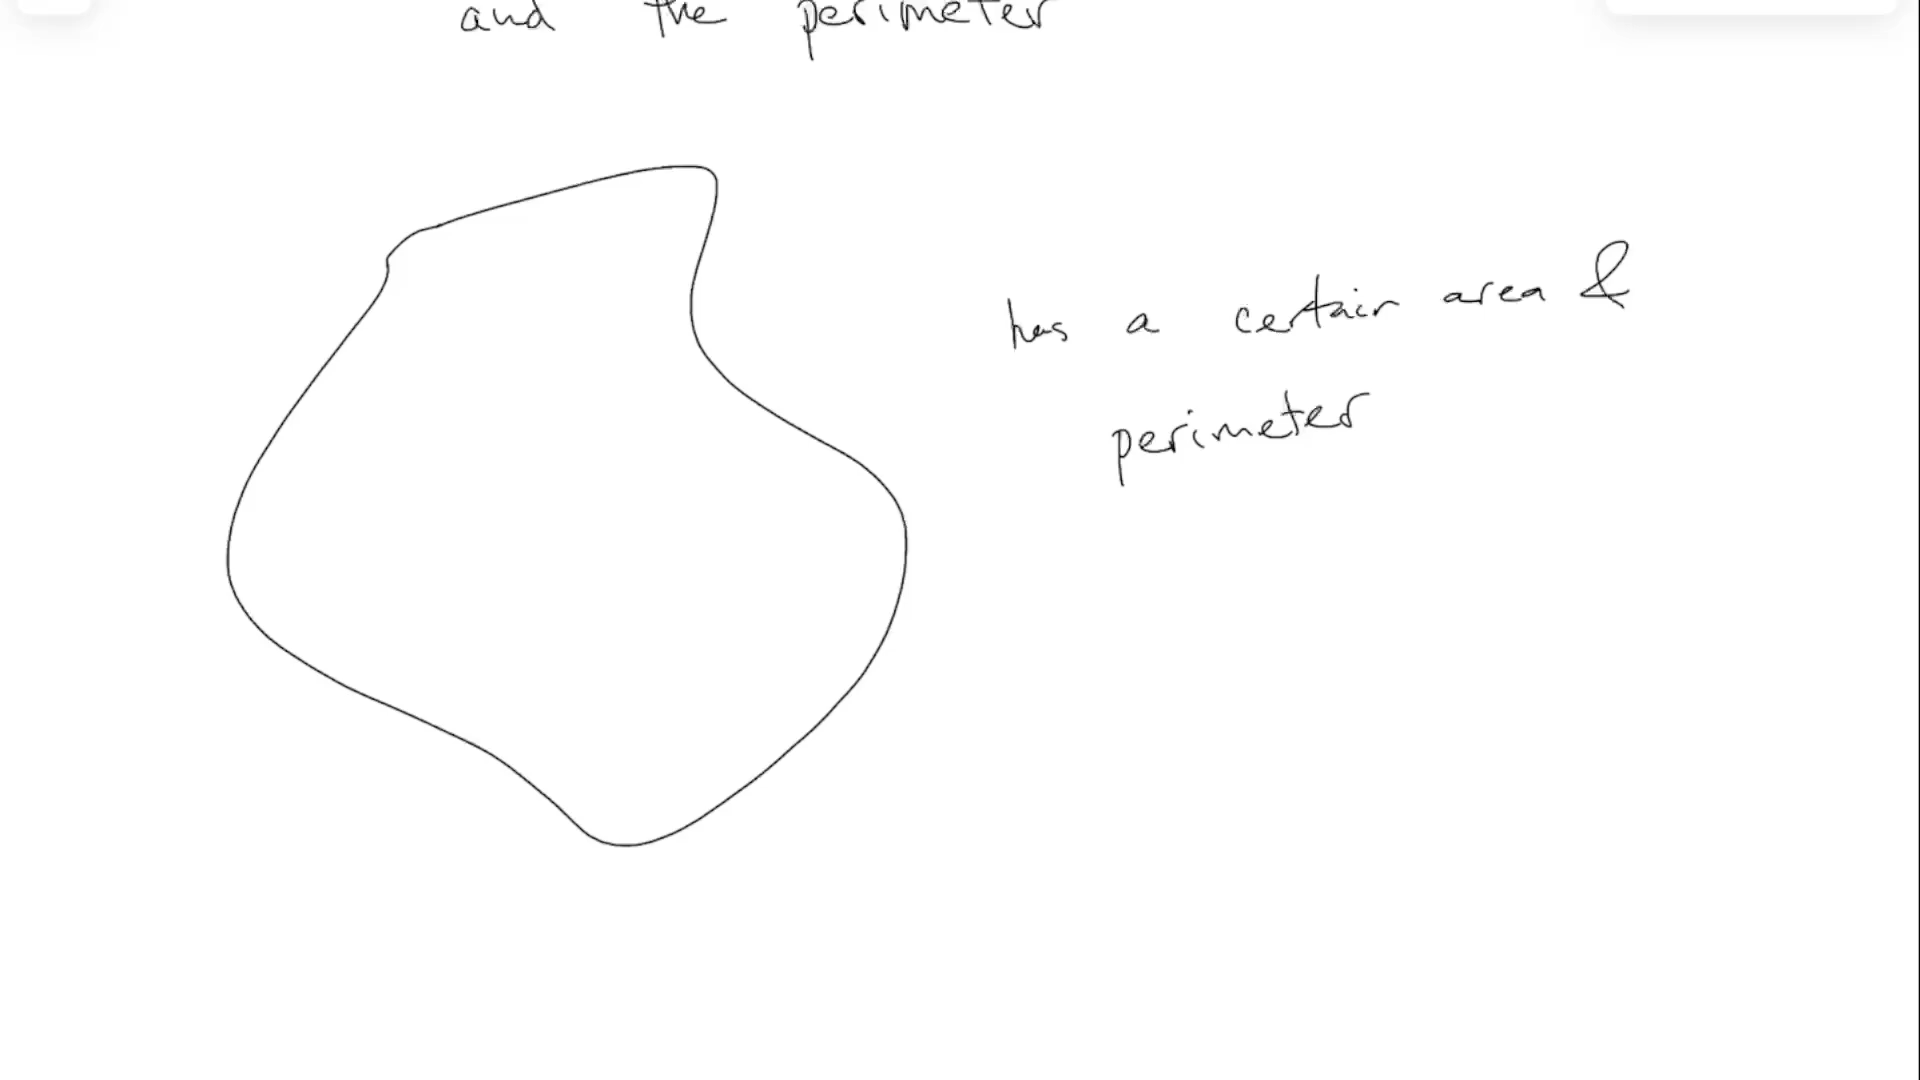 and the perimeter
has a certain area &
perimeter